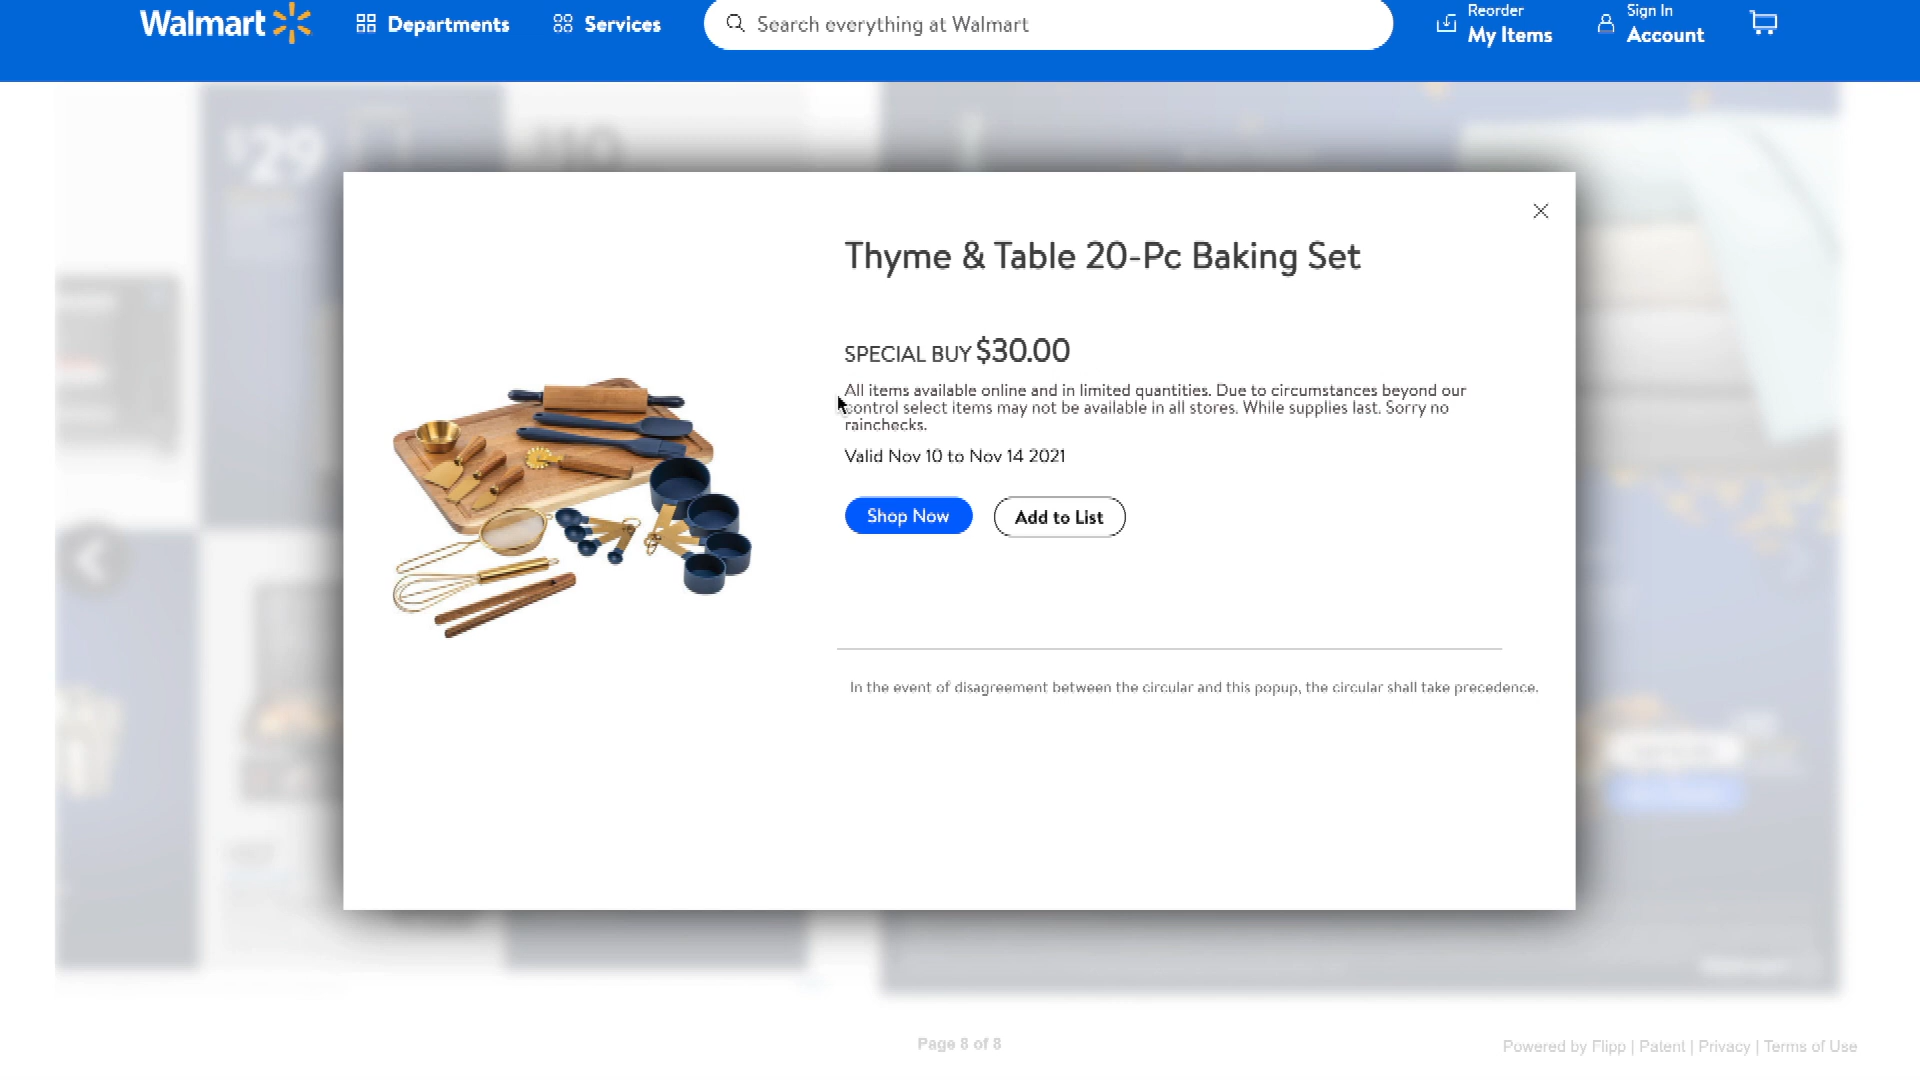 Walmart
Departments
Services
Search everything at Walmart
Reorder
My Items
Sign In
Account
$29
Thyme & Table 20-Pc Baking Set
SPECIAL BUY $30.00
All items available online and in limited quantities. Due to circumstances beyond our
control select items may not be available in all stores. While supplies last. Sorry no
rainchecks.
Valid Nov 10 to Nov 14 2021
Shop Now
Add to List
In the event of disagreement between the circular and this popup, the circular shall take precedence.
Page 8 of 8
Powered by Flipp | Patent | Privacy | Terms of Use